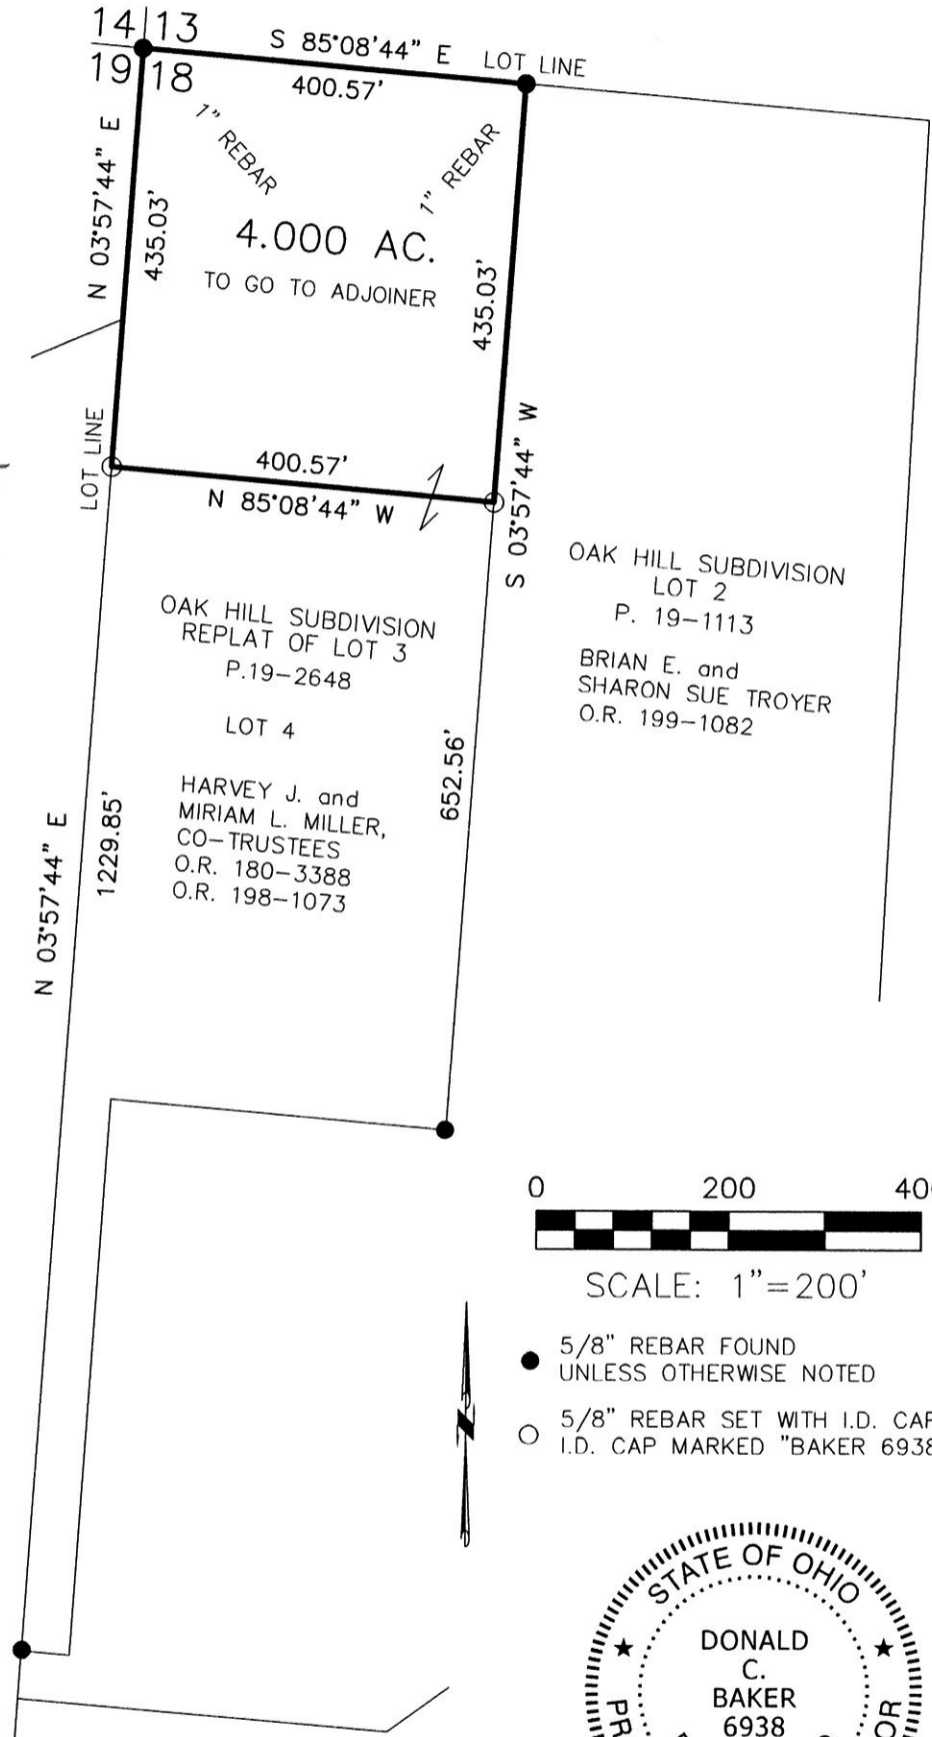 14 13
19 18
S 85°08'44" E
LOT LINE
400.57'
1" REBAR
1" REBAR
N 03°57'44" E
435.03'
4.000 AC.
TO GO TO ADJOINER
435.03'
LOT LINE
400.57'
N 85°08'44" W
S 03°57'44" W
OAK HILL SUBDIVISION
LOT 2
P. 19-1113
BRIAN E. and
SHARON SUE TROYER
O.R. 199-1082
OAK HILL SUBDIVISION
REPLAT OF LOT 3
P.19-2648
LOT 4
HARVEY J. and
MIRIAM L. MILLER,
CO-TRUSTEES
O.R. 180-3388
O.R. 198-1073
652.56'
N 03°57'44" E
1229.85'
0 200 40
SCALE: 1"=200'
5/8" REBAR FOUND
UNLESS OTHERWISE NOTED
5/8" REBAR SET WITH I.D. CAP
I.D. CAP MARKED "BAKER 6938
N
STATE OF OHIO
DONALD
C.
BAKER
6938